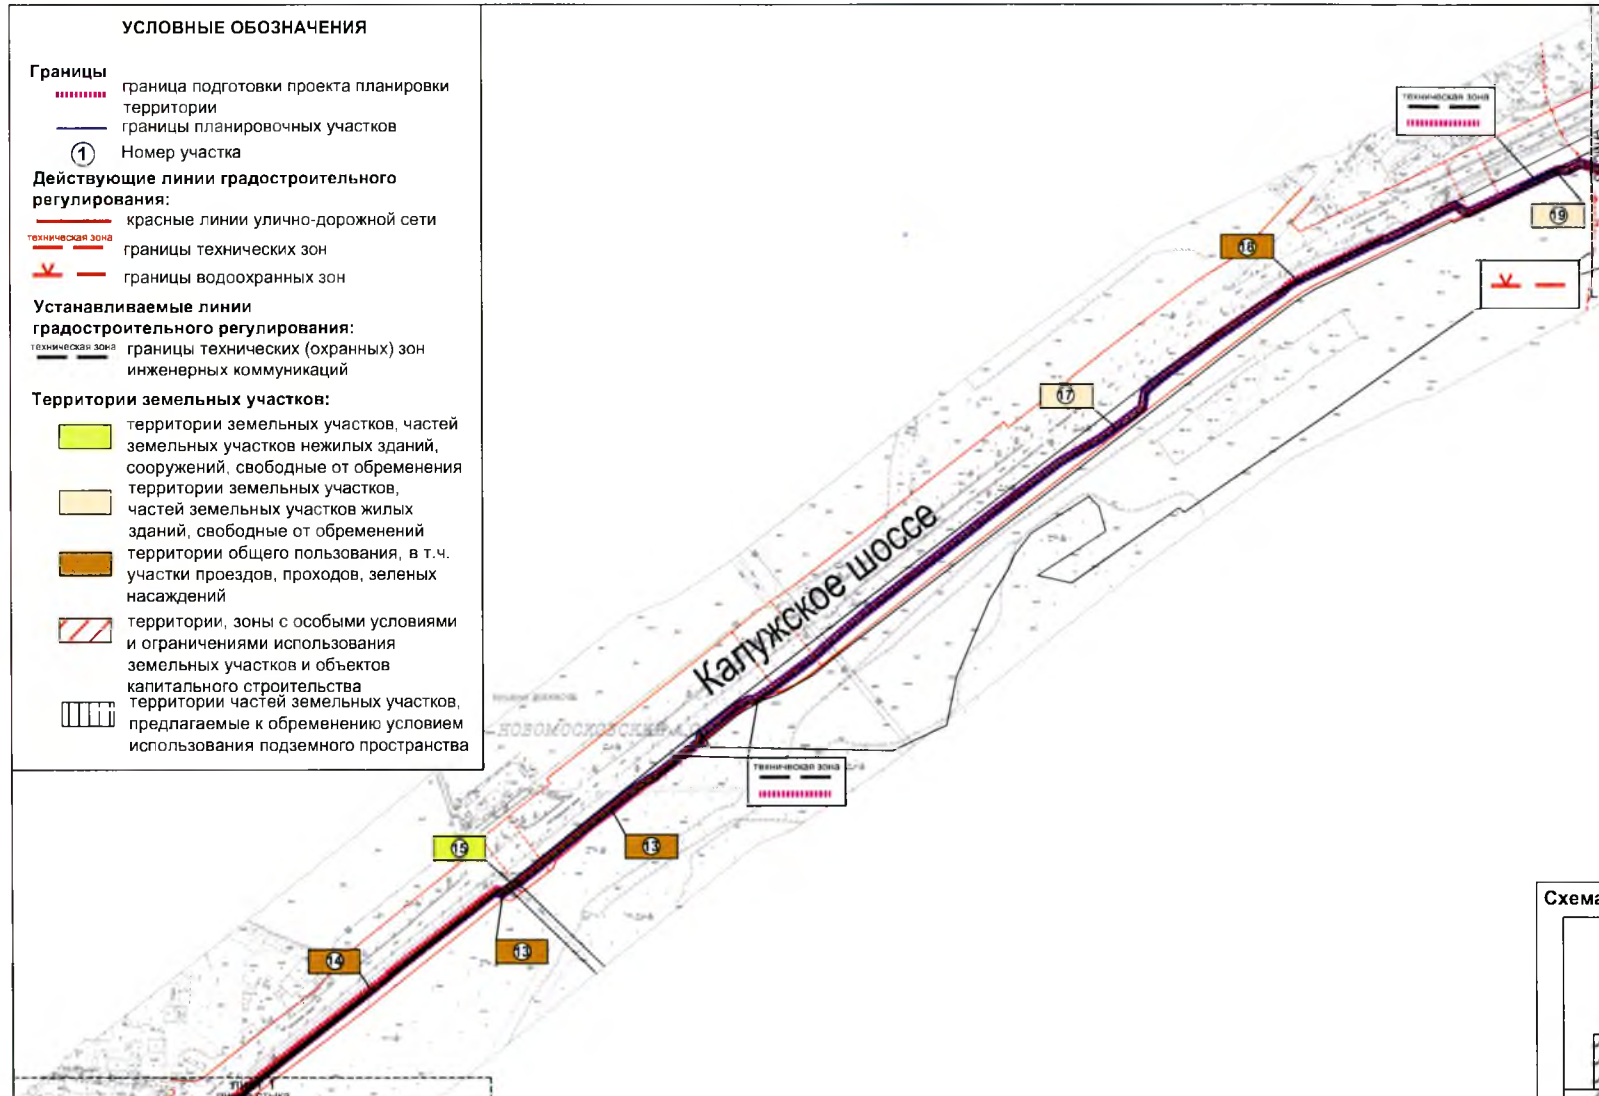 УСЛОВНЫЕ ОБОЗНАЧЕНИЯ
Границы
граница подготовки проекта планировки
территории
границы планировочных участков
1
Номер участка
Действующие линии градостроительного
регулирования:
красные линии улично-дорожной сети
техническая зона
границы технических зон
границы водоохранных зон
Устанавливаемые линии
градостроительного регулирования:
техническая зона
границы технических (охранных) зон
инженерных коммуникаций
Территории земельных участков:
территории земельных участков, частей
земельных участков нежилых зданий,
сооружений, свободные от обременения
территории земельных участков,
частей земельных участков жилых
зданий, свободные от обременений
территории общего пользования, в т.ч.
участки проездов, проходов, зеленых
насаждений
территории, зоны с особыми условиями
и ограничениями использования
земельных участков и объектов
капитального строительства
территории частей земельных участков,
предлагаемые к обременению условием
использования подземного пространства
техническая зона
19
18
17
Калужское шоссе
НОВОМОСКОВСКИЙ А.О.
техническая зона
15
13
13
14
Схема